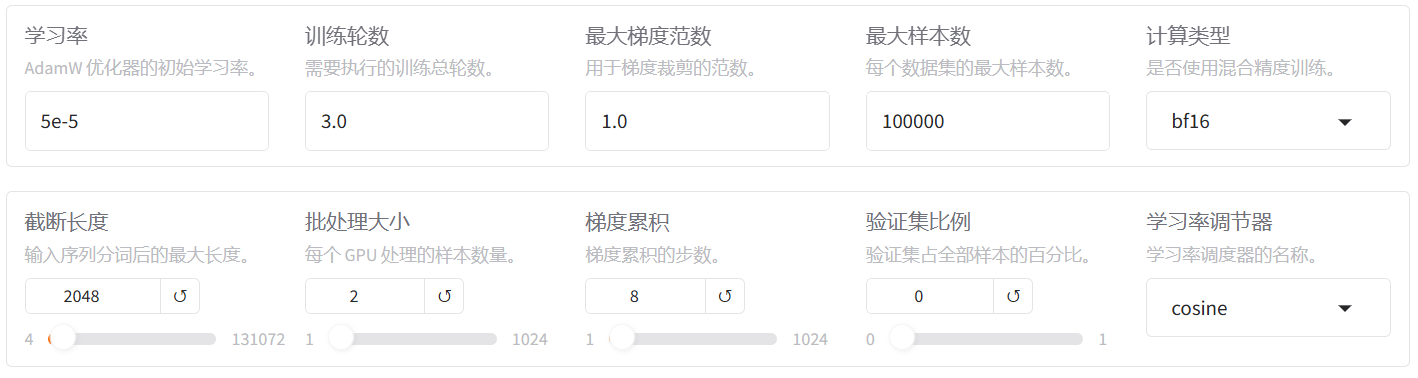 学习率
AdamW 优化器的初始学习率。
5e-5
训练轮数
需要执行的训练总轮数。
3.0
最大梯度范数
用于梯度裁剪的范数。
1.0
最大样本数
每个数据集的最大样本数。
100000
计算类型
是否使用混合精度训练。
bf16
截断长度
输入序列分词后的最大长度。
2048
4 131072
批处理大小
每个 GPU 处理的样本数量。
2
1 1024
梯度累积
梯度累积的步数。
8
1 1024
验证集比例
验证集占全部样本的百分比。
0
0 1
学习率调节器
学习率调度器的名称。
cosine